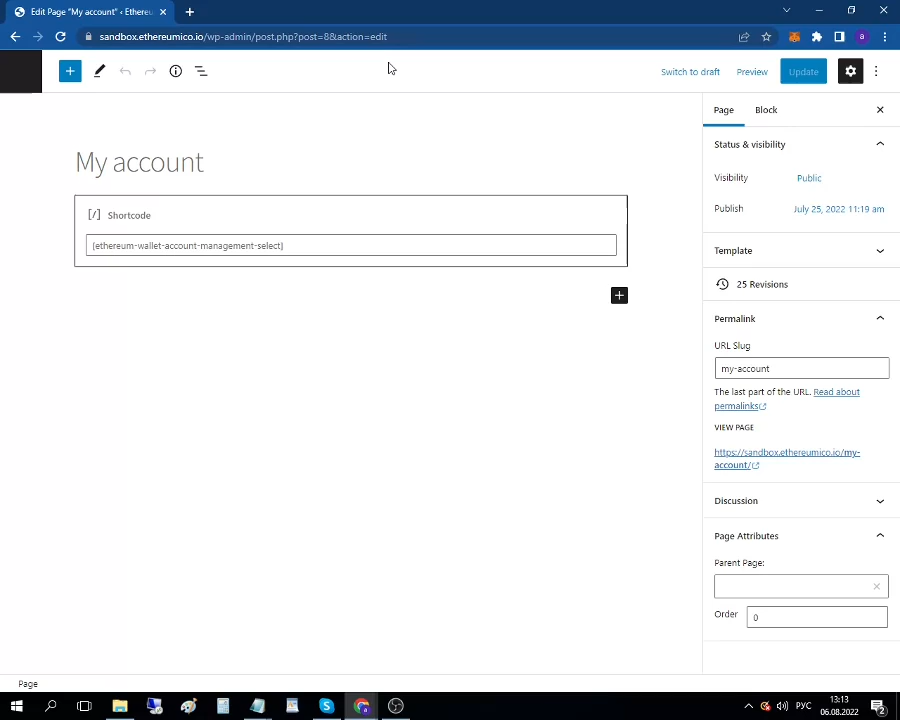 Edit Page "My account" ‹ Ethereu
sandbox.ethereumico.io/wp-admin/post.php?post=8&action=edit
a
Switch to draft
Preview
Update
Page
Block
My account
[/] Shortcode
[ethereum-wallet-account-management-select]
Status & visibility
Visibility
Public
Publish
July 25, 2022 11:19 am
Template
25 Revisions
Permalink
URL Slug
my-account
The last part of the URL. Read about
permalinks
VIEW PAGE
https://sandbox.ethereumico.io/my-
account/
Discussion
Page Attributes
Parent Page:
Order
0
Page
a
РУС
13:13
06.08.2022
2